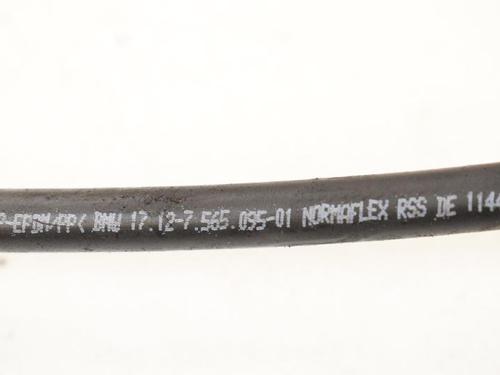 P-EPDM/PP< BMW 17.12-7.565.095-01 NORMAFLEX RSS DE 1144